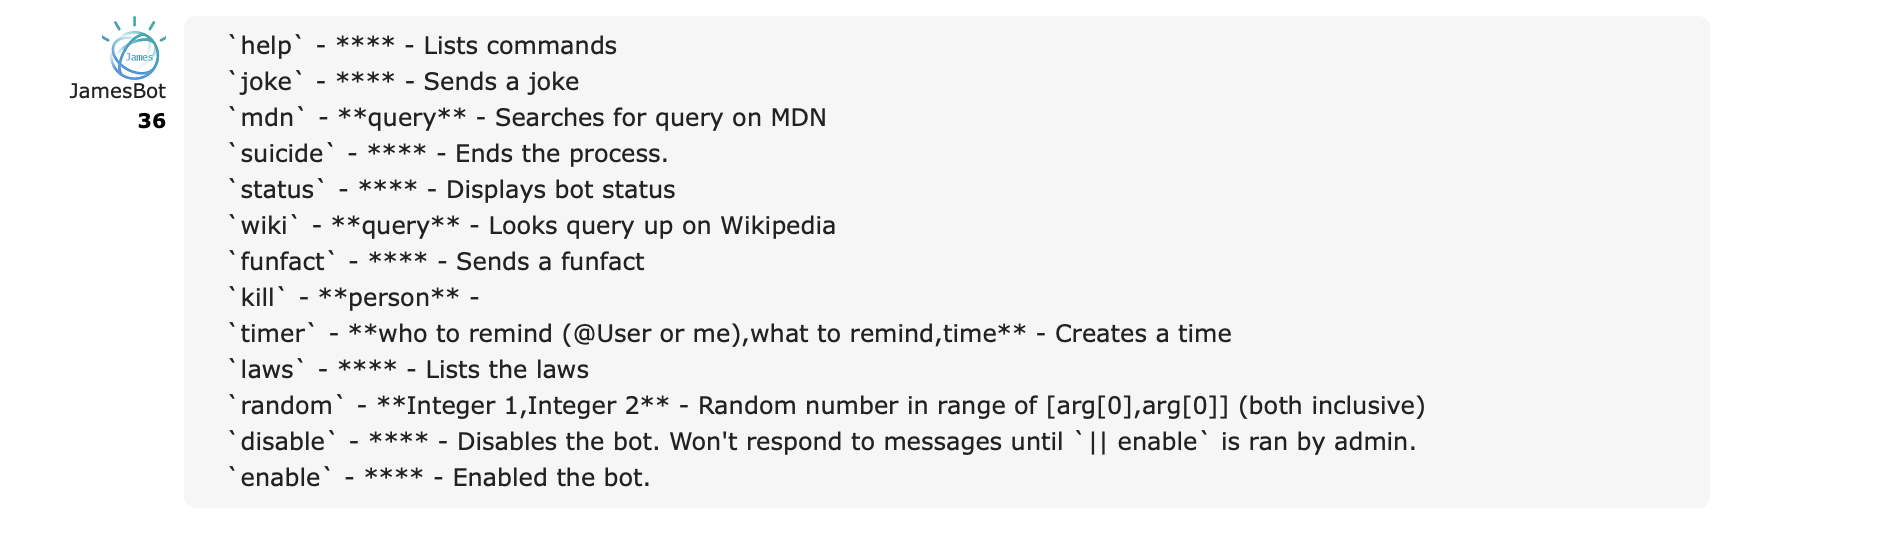 James
JamesBot
36
`help` - **** - Lists commands
`joke` - **** - Sends a joke
`mdn` - **query** - Searches for query on MDN
`suicide` - **** - Ends the process.
`status` - **** - Displays bot status
`wiki` - **query** - Looks query up on Wikipedia
`funfact` - **** - Sends a funfact
`kill` - **person** -
`timer` - **who to remind (@User or me),what to remind,time** - Creates a time
`laws` - **** - Lists the laws
`random` - **Integer 1,Integer 2** - Random number in range of [arg[0],arg[0]] (both inclusive)
`disable` - **** - Disables the bot. Won't respond to messages until `|| enable` is ran by admin.
`enable` - **** - Enabled the bot.